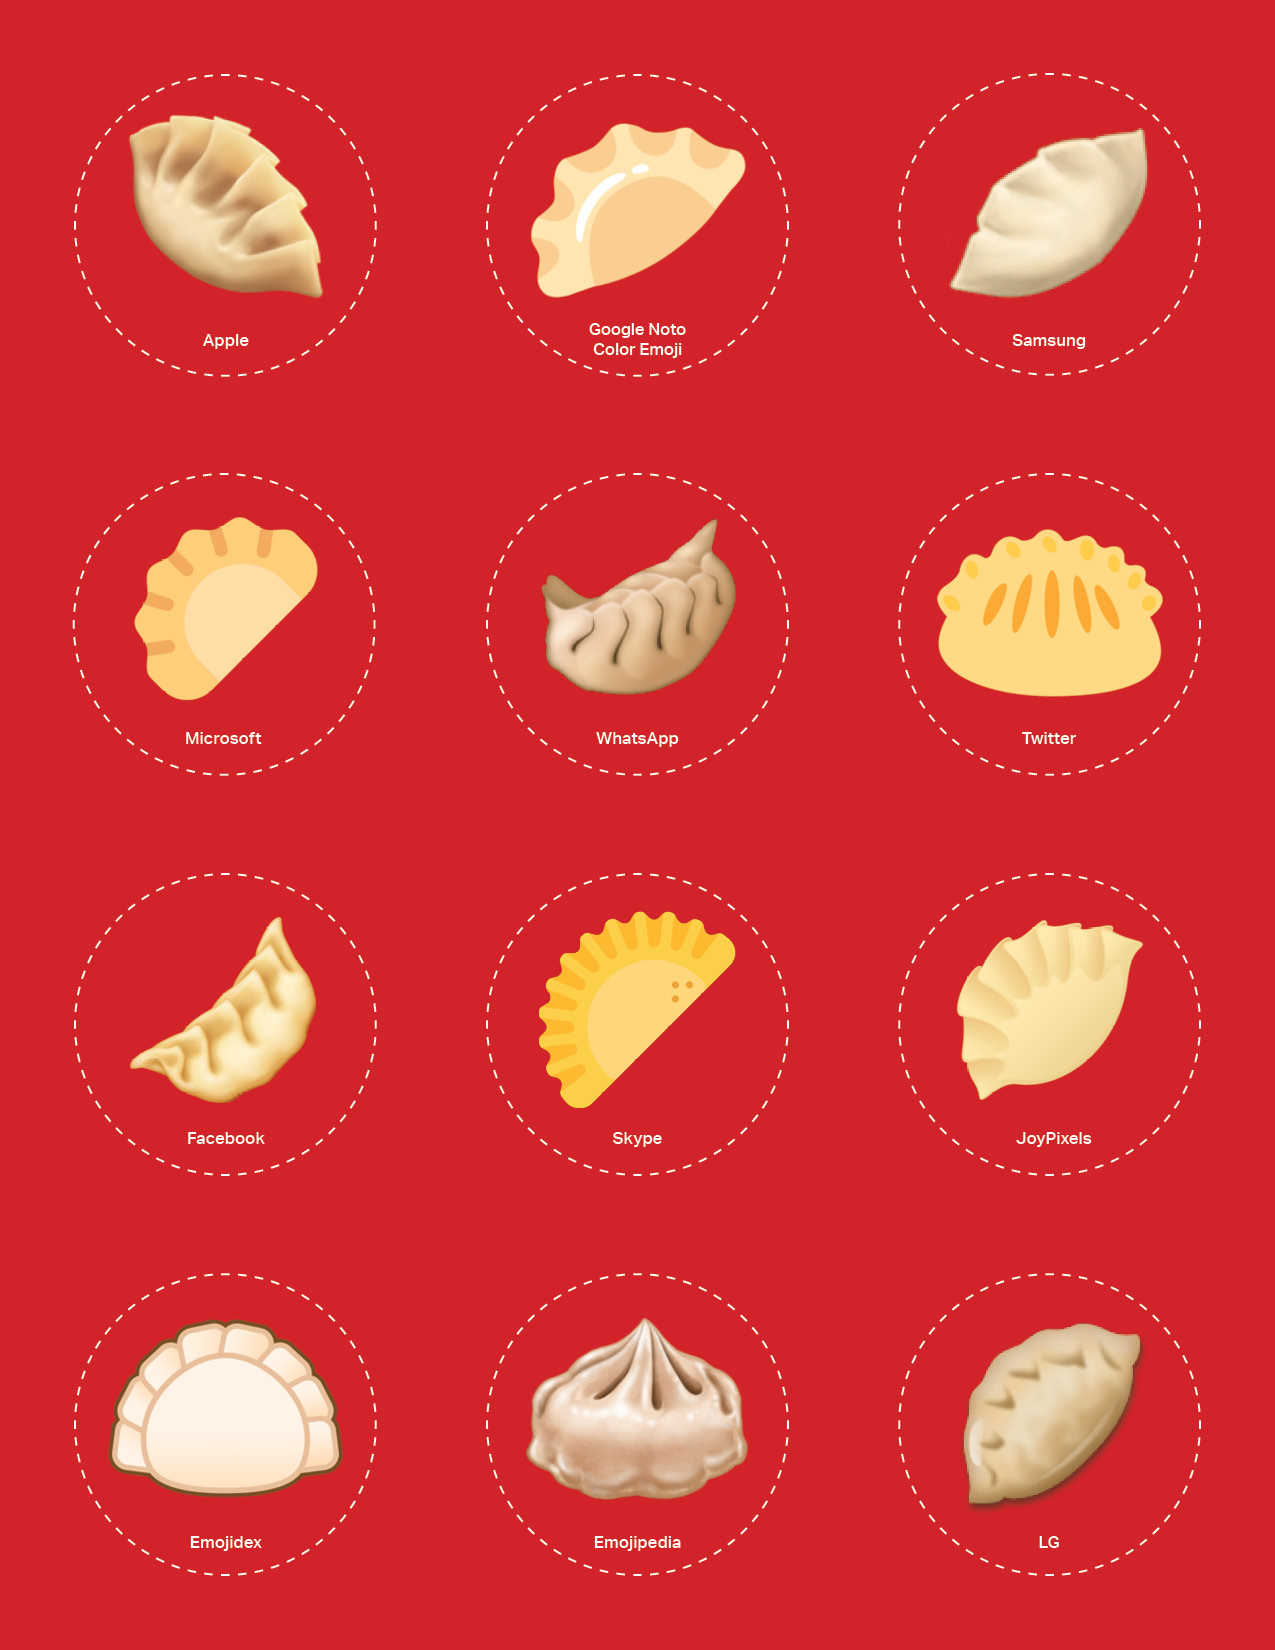 Apple
Google Noto
Color Emoji
Samsung
Microsoft
WhatsApp
Twitter
Facebook
Skype
JoyPixels
Emojidex
Emojipedia
LG